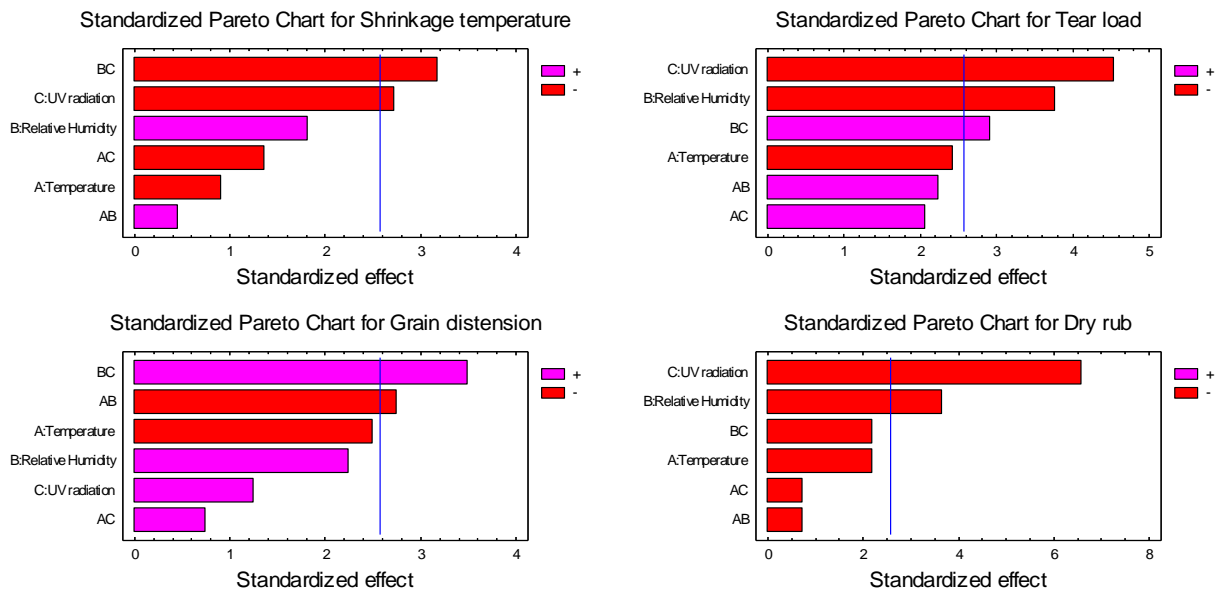 Standardized Pareto Chart for Shrinkage temperature
BC
C:UV radiation
B:Relative Humidity
AC
A:Temperature
AB
+
-
0 1 2 3 4
Standardized effect
Standardized Pareto Chart for Tear load
C:UV radiation
B:Relative Humidity
BC
A:Temperature
AB
AC
+
-
0 1 2 3 4 5
Standardized effect
Standardized Pareto Chart for Grain distension
BC
AB
A:Temperature
B:Relative Humidity
C:UV radiation
AC
+
-
0 1 2 3 4
Standardized effect
Standardized Pareto Chart for Dry rub
C:UV radiation
B:Relative Humidity
BC
A:Temperature
AC
AB
+
-
0 2 4 6 8
Standardized effect